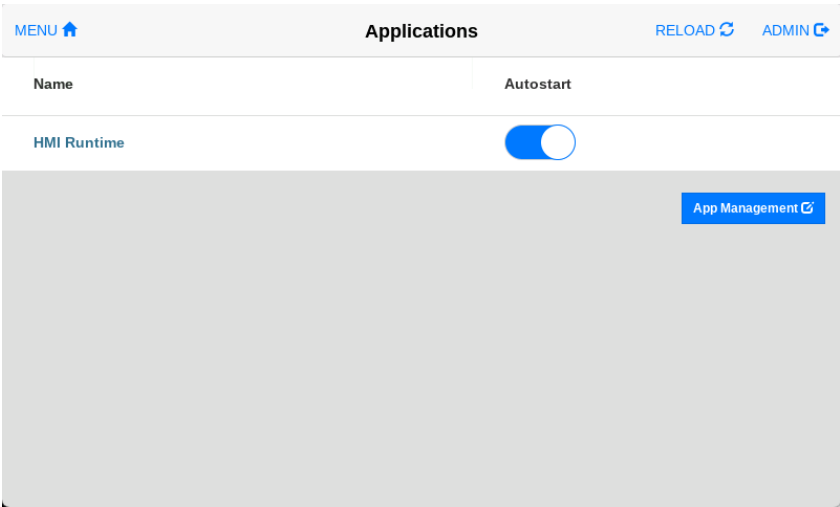 MENU
Applications
RELOAD
ADMIN
Name
Autostart
HMI Runtime
App Management